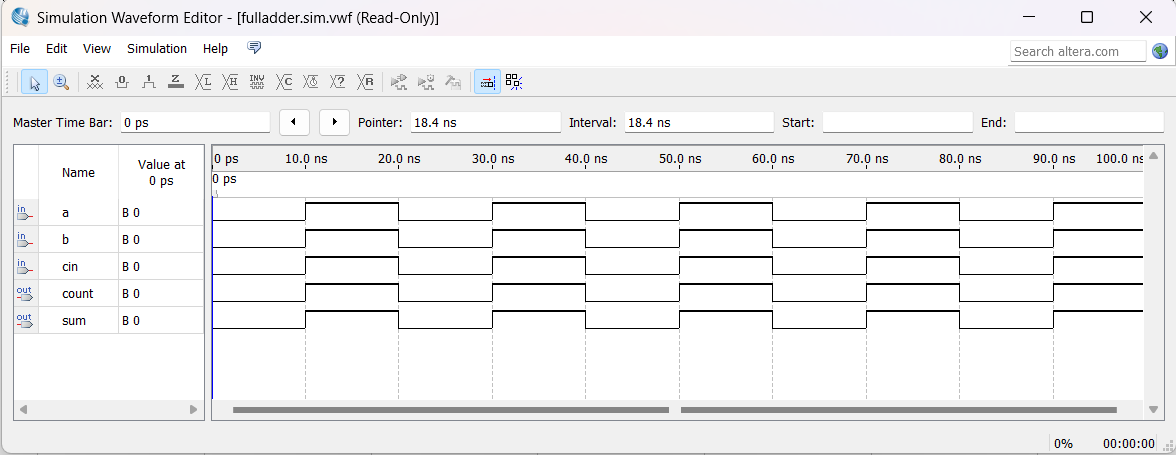 Simulation Waveform Editor - [fulladder.sim.vwf (Read-Only)]
File Edit View Simulation Help
Search altera.com
Master Time Bar: 0 ps Pointer: 18.4 ns Interval: 18.4 ns Start: End:
Name Value at 0 ps
0 ps 10.0 ns 20.0 ns 30.0 ns 40.0 ns 50.0 ns 60.0 ns 70.0 ns 80.0 ns 90.0 ns 100.0 ns
0 ps
in a B 0
in b B 0
in cin B 0
out count B 0
out sum B 0
0% 00:00:00